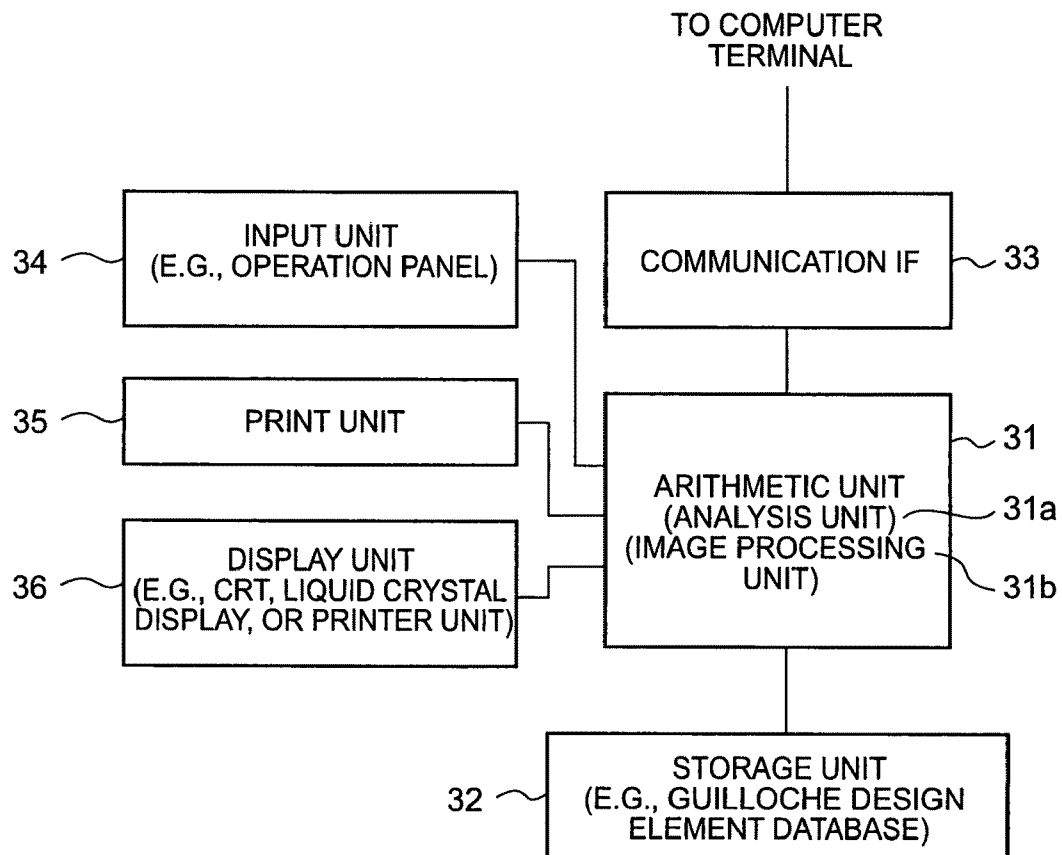 TO COMPUTER
TERMINAL
34
INPUT UNIT
(E.G., OPERATION PANEL)
COMMUNICATION IF
33
35
PRINT UNIT
31
ARITHMETIC UNIT
(ANALYSIS UNIT)
31a
(IMAGE PROCESSING
UNIT)
31b
36
DISPLAY UNIT
(E.G., CRT, LIQUID CRYSTAL
DISPLAY, OR PRINTER UNIT)
32
STORAGE UNIT
(E.G., GUILLOCHE DESIGN
ELEMENT DATABASE)